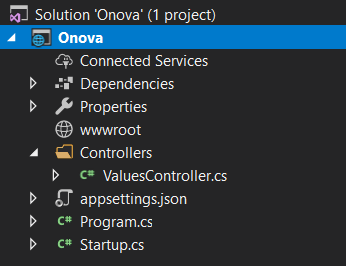 Solution 'Onova' (1 project)
Onova
Connected Services
Dependencies
Properties
wwwroot
Controllers
C# ValuesController.cs
appsettings.json
C# Program.cs
C# Startup.cs